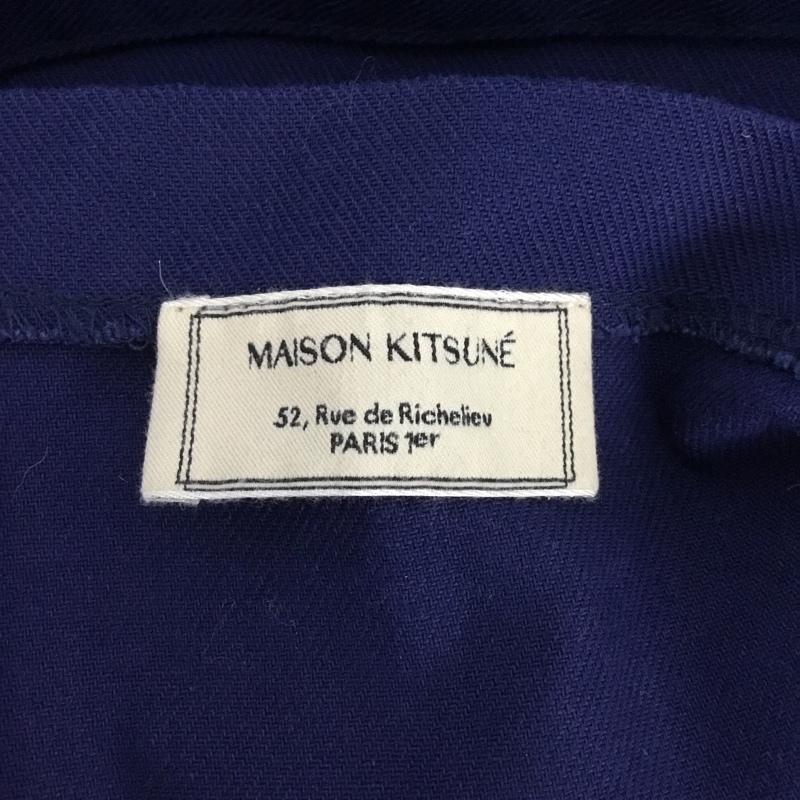 MAISON KITSUNÉ
52, Rue de Richelieu
PARIS 1er